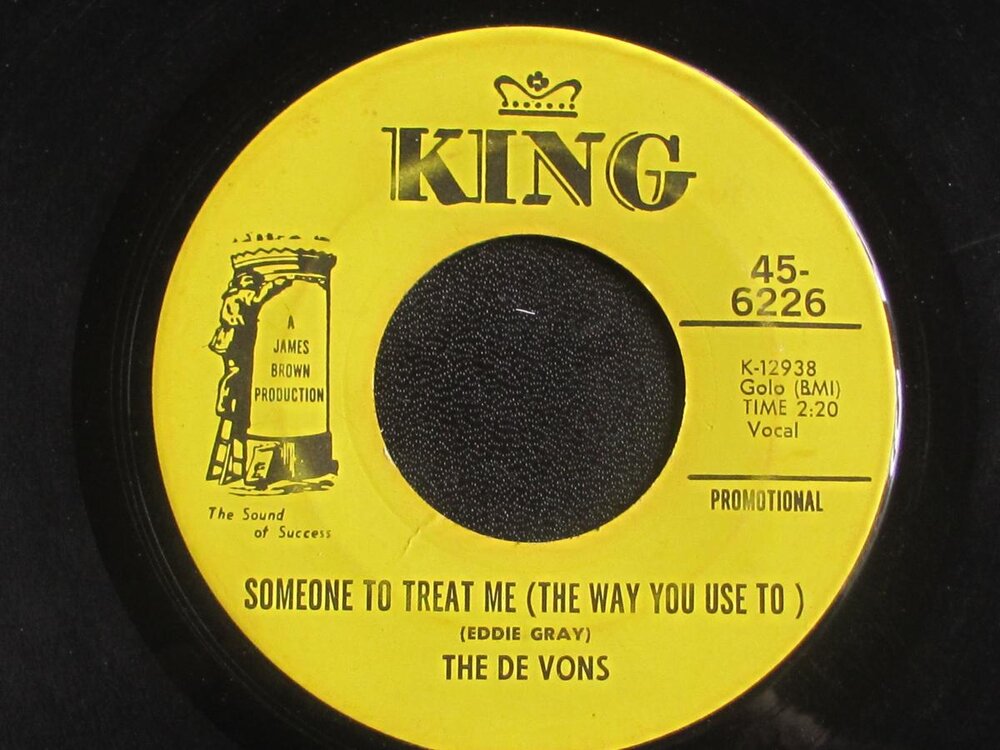 KING
A
JAMES
BROWN
PRODUCTION
The Sound
of Success
45-
6226
K-12938
Golo (BMI)
TIME 2:20
Vocal
PROMOTIONAL
SOMEONE TO TREAT ME (THE WAY YOU USE TO )
(EDDIE GRAY)
THE DE VONS